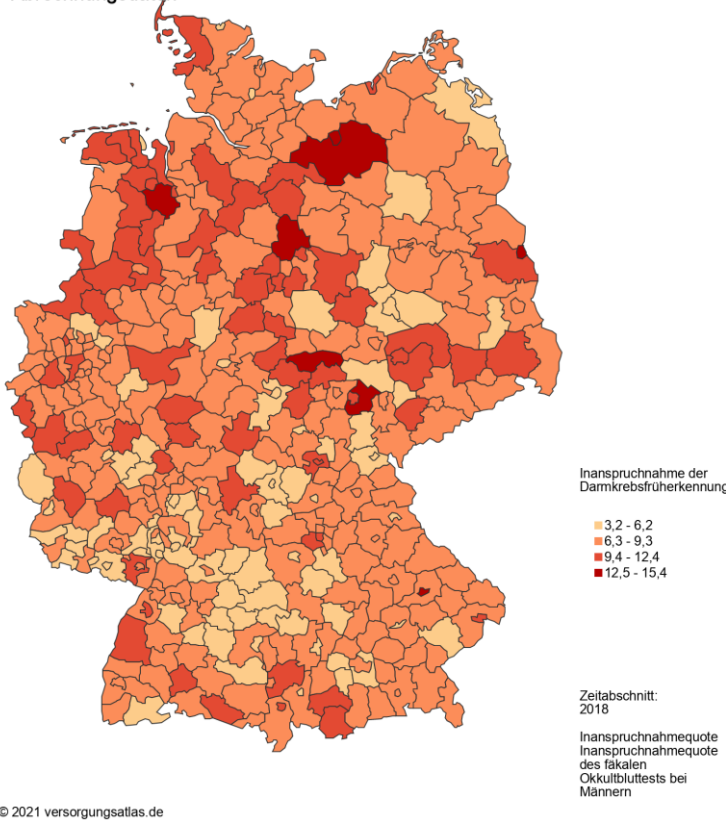 Inanspruchnahme der
Darmkrebsfrüherkennung
3,2 - 6,2
6,3 - 9,3
9,4 - 12,4
12,5 - 15,4
Zeitabschnitt:
2018
Inanspruchnahmequote
Inanspruchnahmequote
des fäkalen
Okkultbluttests bei
Männern
© 2021 versorgungsatlas.de